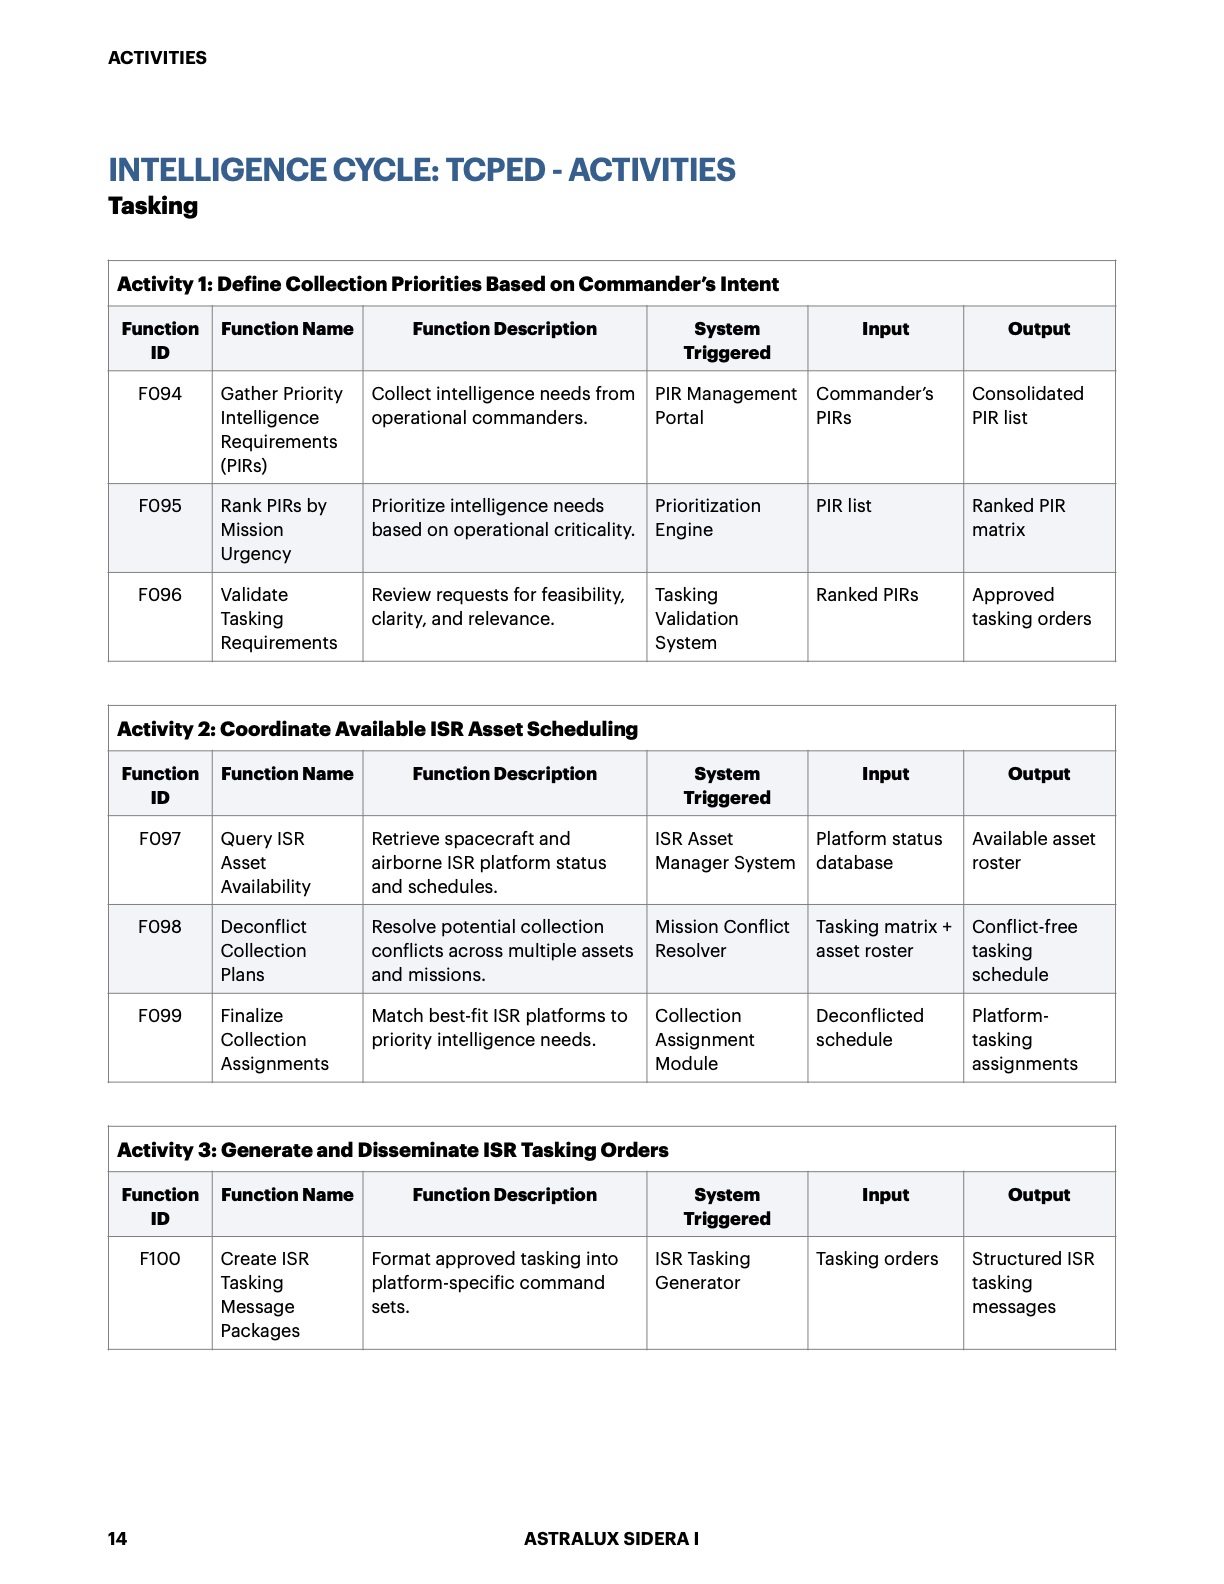 ACTIVITIES
INTELLIGENCE CYCLE: TCPED - ACTIVITIES
Tasking
Activity 1: Define Collection Priorities Based on Commander’s Intent
Function ID | Function Name | Function Description | System Triggered | Input | Output
F094 | Gather Priority Intelligence Requirements (PIRs) | Collect intelligence needs from operational commanders. | PIR Management Portal | Commander’s PIRs | Consolidated PIR list
F095 | Rank PIRs by Mission Urgency | Prioritize intelligence needs based on operational criticality. | Prioritization Engine | PIR list | Ranked PIR matrix
F096 | Validate Tasking Requirements | Review requests for feasibility, clarity, and relevance. | Tasking Validation System | Ranked PIRs | Approved tasking orders
Activity 2: Coordinate Available ISR Asset Scheduling
Function ID | Function Name | Function Description | System Triggered | Input | Output
F097 | Query ISR Asset Availability | Retrieve spacecraft and airborne ISR platform status and schedules. | ISR Asset Manager System | Platform status database | Available asset roster
F098 | Deconflict Collection Plans | Resolve potential collection conflicts across multiple assets and missions. | Mission Conflict Resolver | Tasking matrix + asset roster | Conflict-free tasking schedule
F099 | Finalize Collection Assignments | Match best-fit ISR platforms to priority intelligence needs. | Collection Assignment Module | Deconflicted schedule | Platform-tasking assignments
Activity 3: Generate and Disseminate ISR Tasking Orders
Function ID | Function Name | Function Description | System Triggered | Input | Output
F100 | Create ISR Tasking Message Packages | Format approved tasking into platform-specific command sets. | ISR Tasking Generator | Tasking orders | Structured ISR tasking messages
14
ASTRALUX SIDERA I